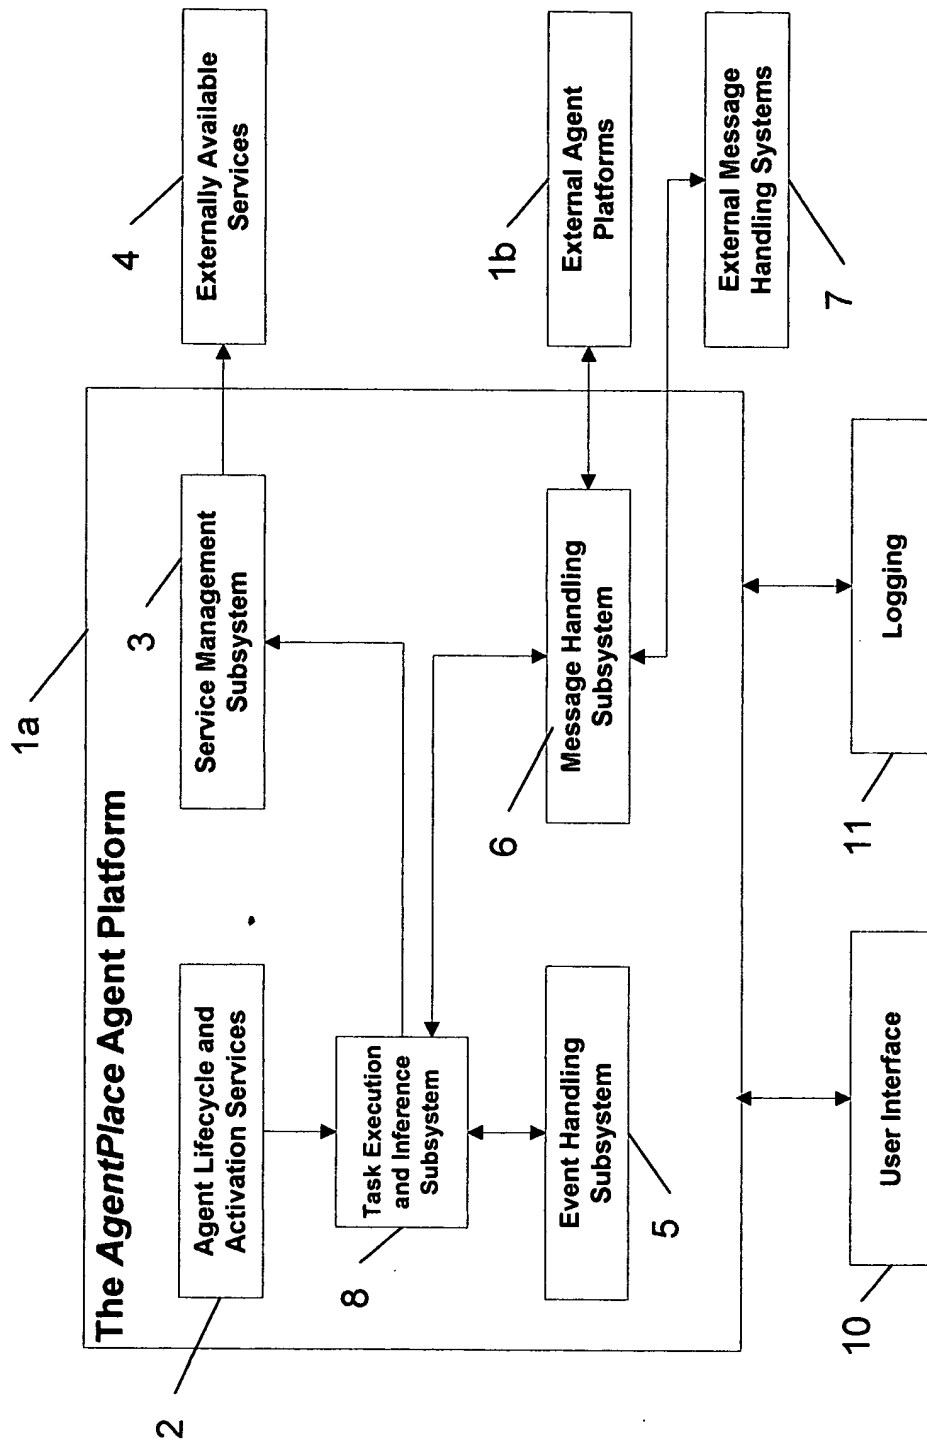 1a
The AgentPlace Agent Platform
2
Agent Lifecycle and
Activation Services
3
Service Management
Subsystem
4
Externally Available
Services
8
Task Execution
and Inference
Subsystem
5
Event Handling
Subsystem
6
Message Handling
Subsystem
1b
External Agent
Platforms
7
External Message
Handling Systems
10
User Interface
11
Logging